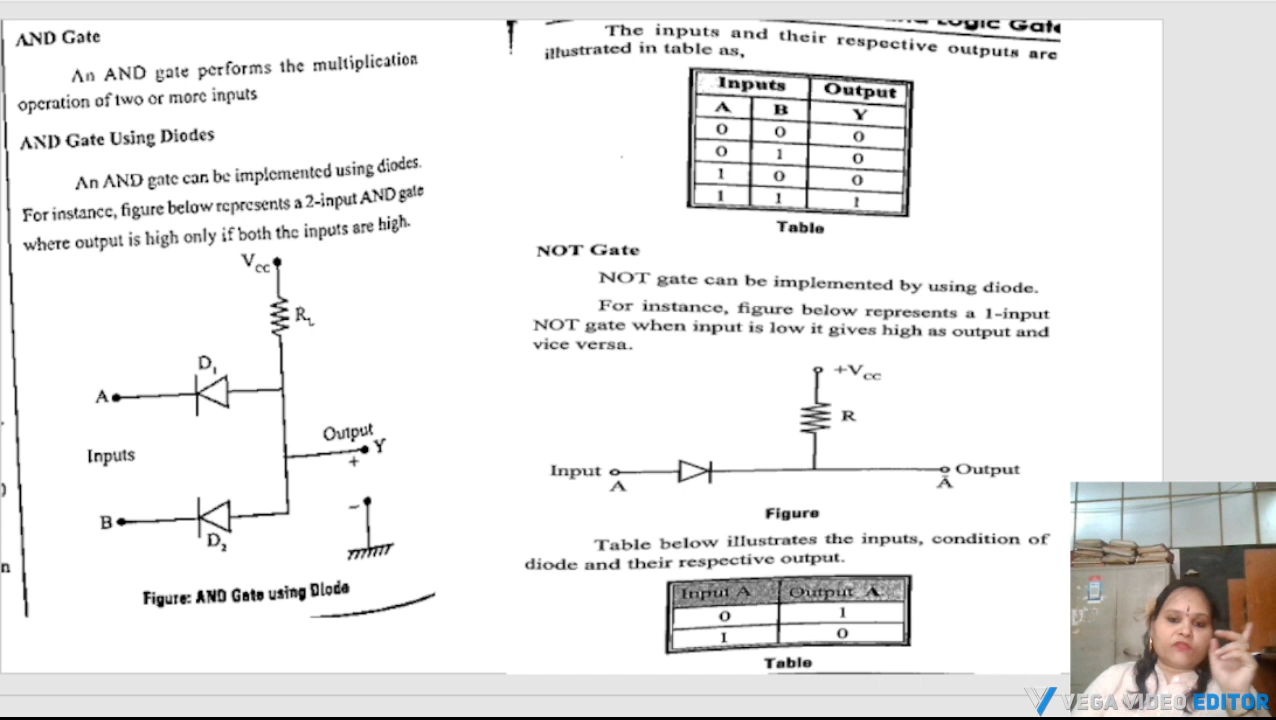 AND Gate
An AND gate performs the multiplication
operation of two or more inputs
AND Gate Using Diodes
An AND gate can be implemented using diodes.
For instance, figure below represents a 2-input AND gate
where output is high only if both the inputs are high.
Vcc
RL
D1
A
Output
Y
Inputs
+
–
B
D2
Figure: AND Gate using Diode
Logic Gate
The inputs and their respective outputs are
illustrated in table as,
Inputs Output
A B Y
0 0 0
0 1 0
1 0 0
1 1 1
Table
NOT Gate
NOT gate can be implemented by using diode.
For instance, figure below represents a 1-input
NOT gate when input is low it gives high as output and
vice versa.
+Vcc
R
Input Output
A Ā
Figure
Table below illustrates the inputs, condition of
diode and their respective output.
Input A Output A
0 1
1 0
Table
VEGA VIDEO EDITOR